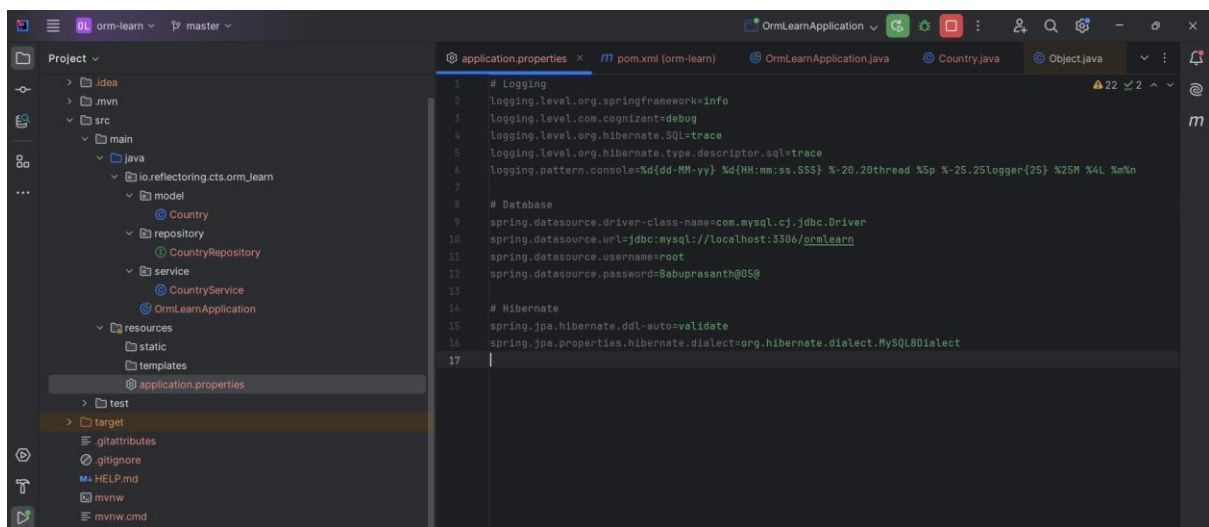 OL orm-learn master
OrmLearnApplication
Project
application.properties
pom.xml (orm-learn)
OrmLearnApplication.java
Country.java
Object.java
.idea
.mvn
src
main
java
io.reflectoring.cts.orm_learn
model
Country
repository
CountryRepository
service
CountryService
OrmLearnApplication
resources
static
templates
application.properties
test
target
.gitattributes
.gitignore
HELP.md
mvnw
mvnw.cmd
22 2
1 # Logging
2 logging.level.org.springframework=info
3 logging.level.com.cognizant=debug
4 logging.level.org.hibernate.SQL=trace
5 logging.level.org.hibernate.type.descriptor.sql=trace
6 logging.pattern.console=%d{dd-MM-yy} %d{HH:mm:ss.SSS} %-20.20thread %5p %-25.25logger{25} %25M %4L %m%n
7
8 # Database
9 spring.datasource.driver-class-name=com.mysql.cj.jdbc.Driver
10 spring.datasource.url=jdbc:mysql://localhost:3306/ormlearn
11 spring.datasource.username=root
12 spring.datasource.password=Babuprasanth@05@
13
14 # Hibernate
15 spring.jpa.hibernate.ddl-auto=validate
16 spring.jpa.properties.hibernate.dialect=org.hibernate.dialect.MySQL8Dialect
17